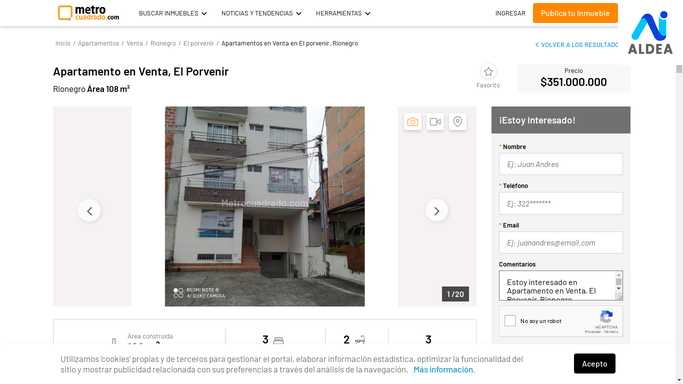 metro
cuadrado.com
BUSCAR INMUEBLES
NOTICIAS Y TENDENCIAS
HERRAMIENTAS
INGRESAR
Publica tu Inmueble
AIDEA
Inicio / Apartamentos / Venta / Rionegro / El porvenir / Apartamentos en Venta en El porvenir, Rionegro
< VOLVER A LOS RESULTADO
Apartamento en Venta, El Porvenir
Rionegro Área 108 m²
Favorito
Precio
$351.000.000
Metrocuadrado.com
REDMI NOTE 8
AI QUAD CAMERA
1 / 20
¡Estoy Interesado!
* Nombre
Ej: Juan Andres
* Teléfono
Ej: 322*******
* Email
Ej: juanandres@email.com
Comentarios
Estoy interesado en
Apartamento en Venta, El
Porvenir, Rionegro
No soy un robot
reCAPTCHA
Privacidad - Términos
Área construida
3
2
3
Utilizamos 'cookies' propias y de terceros para gestionar el portal, elaborar información estadística, optimizar la funcionalidad del
sitio y mostrar publicidad relacionada con sus preferencias a través del análisis de la navegación. Más información.
Acepto